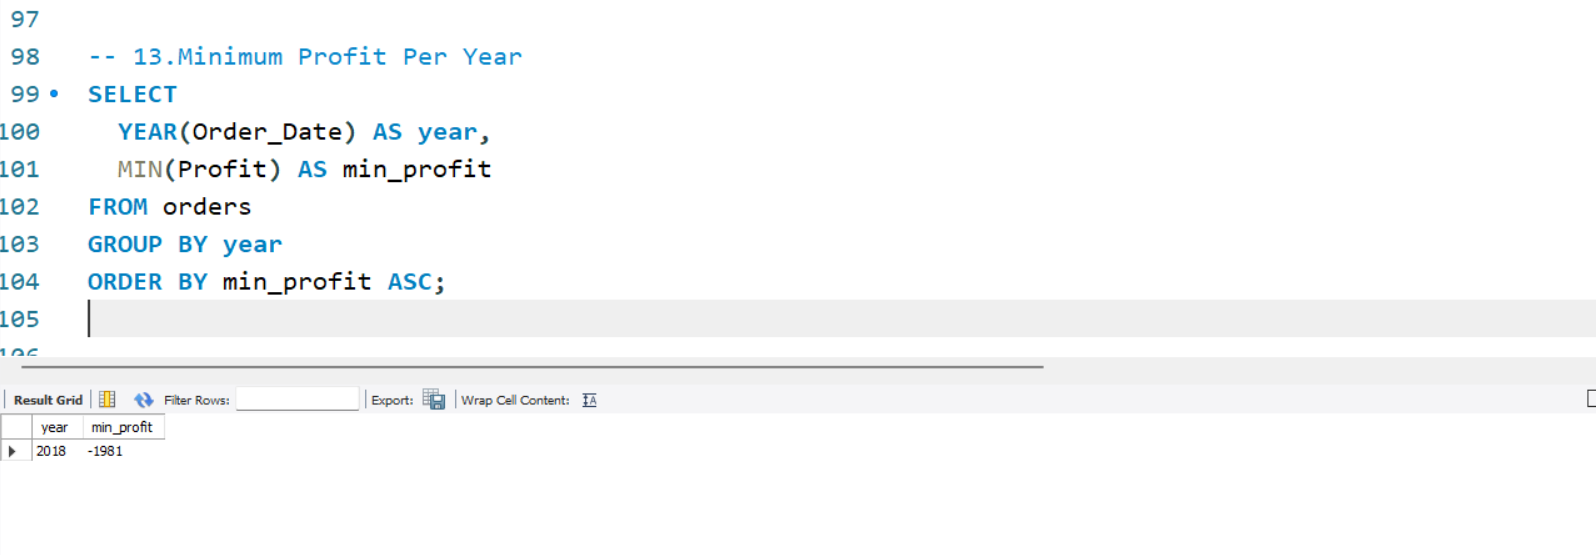 97
98 -- 13.Minimum Profit Per Year
99 SELECT
100 YEAR(Order_Date) AS year,
101 MIN(Profit) AS min_profit
102 FROM orders
103 GROUP BY year
104 ORDER BY min_profit ASC;
105
106
Result Grid Filter Rows: Export: Wrap Cell Content: IA
year min_profit
2018 -1981